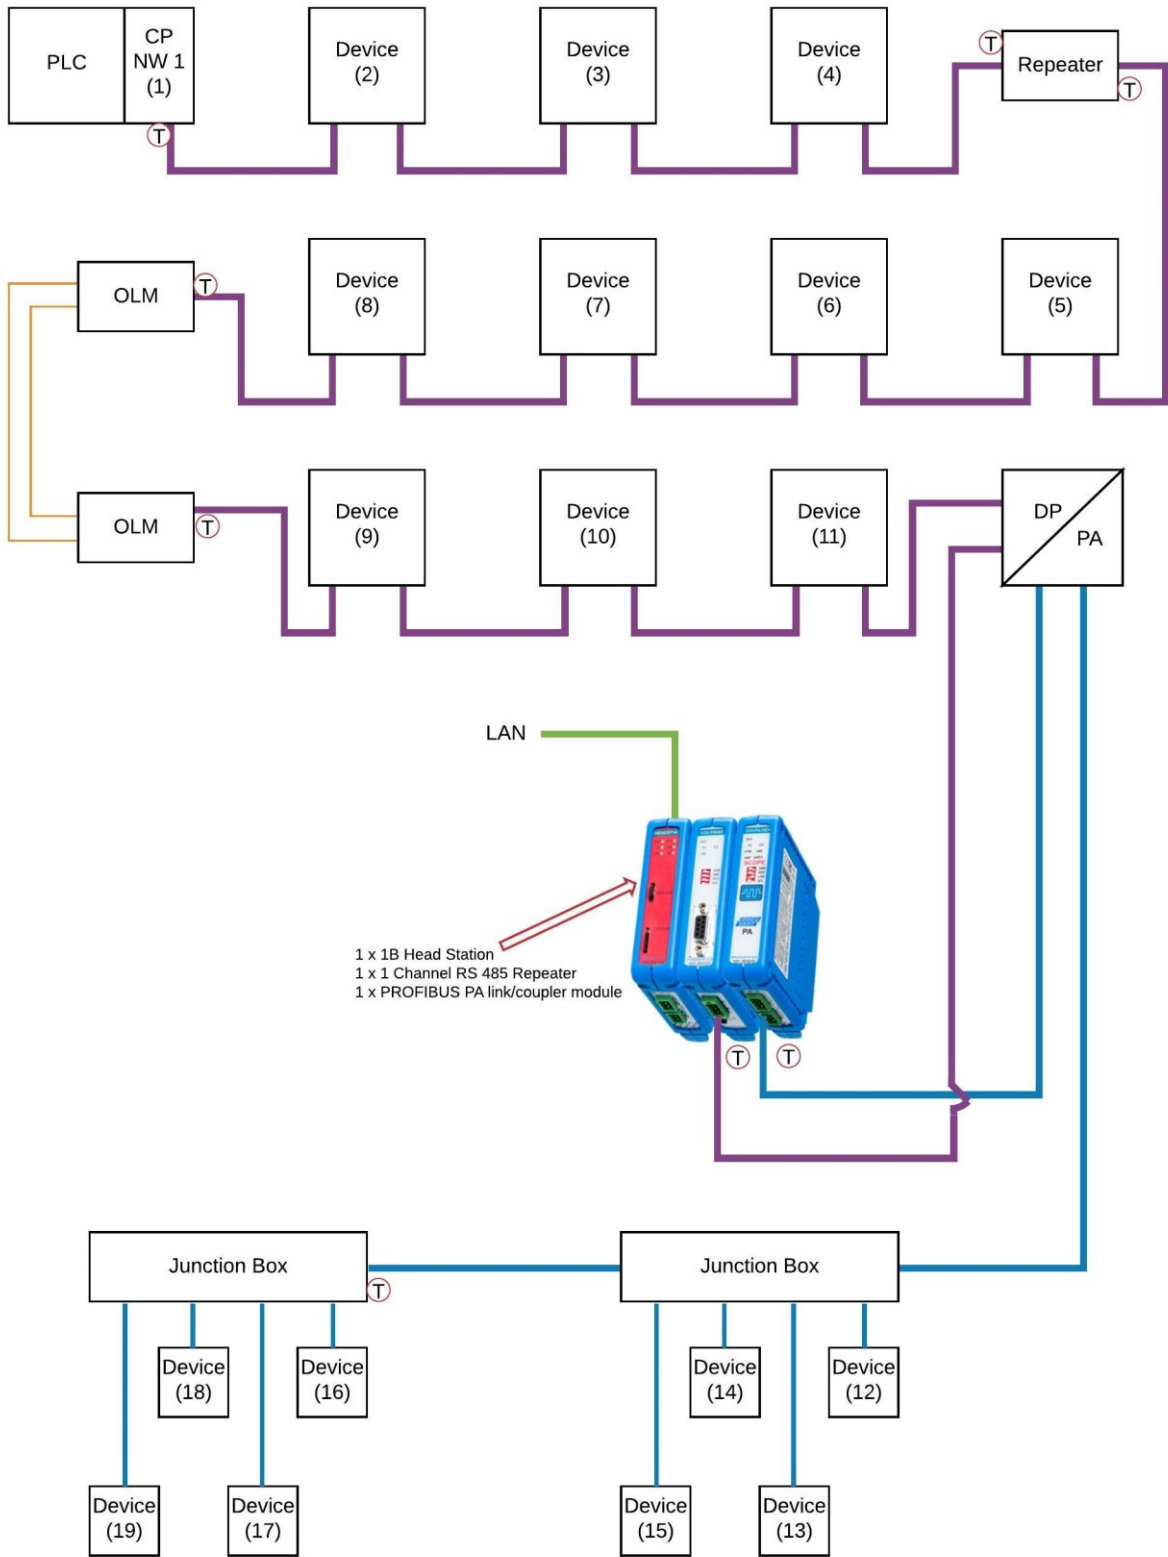 PLC
CP
NW 1
(1)
T
Device
(2)
Device
(3)
Device
(4)
T
Repeater
T
OLM
T
Device
(8)
Device
(7)
Device
(6)
Device
(5)
OLM
T
Device
(9)
Device
(10)
Device
(11)
DP
PA
LAN
SCOPE
PA
1 x 1B Head Station
1 x 1 Channel RS 485 Repeater
1 x PROFIBUS PA link/coupler module
T
T
Junction Box
T
Junction Box
Device
(18)
Device
(16)
Device
(14)
Device
(12)
Device
(19)
Device
(17)
Device
(15)
Device
(13)